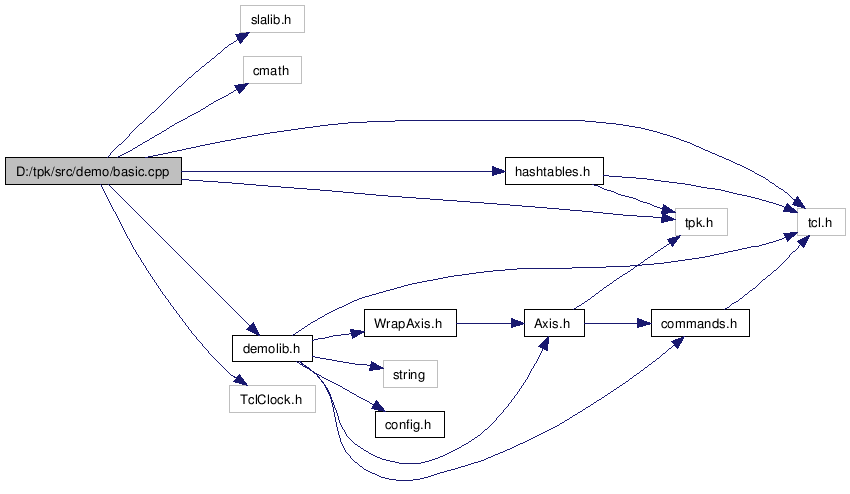 slalib.h
cmath
D:/tpk/src/demo/basic.cpp
hashtables.h
tpk.h
tcl.h
WrapAxis.h
Axis.h
commands.h
demolib.h
string
TclClock.h
config.h